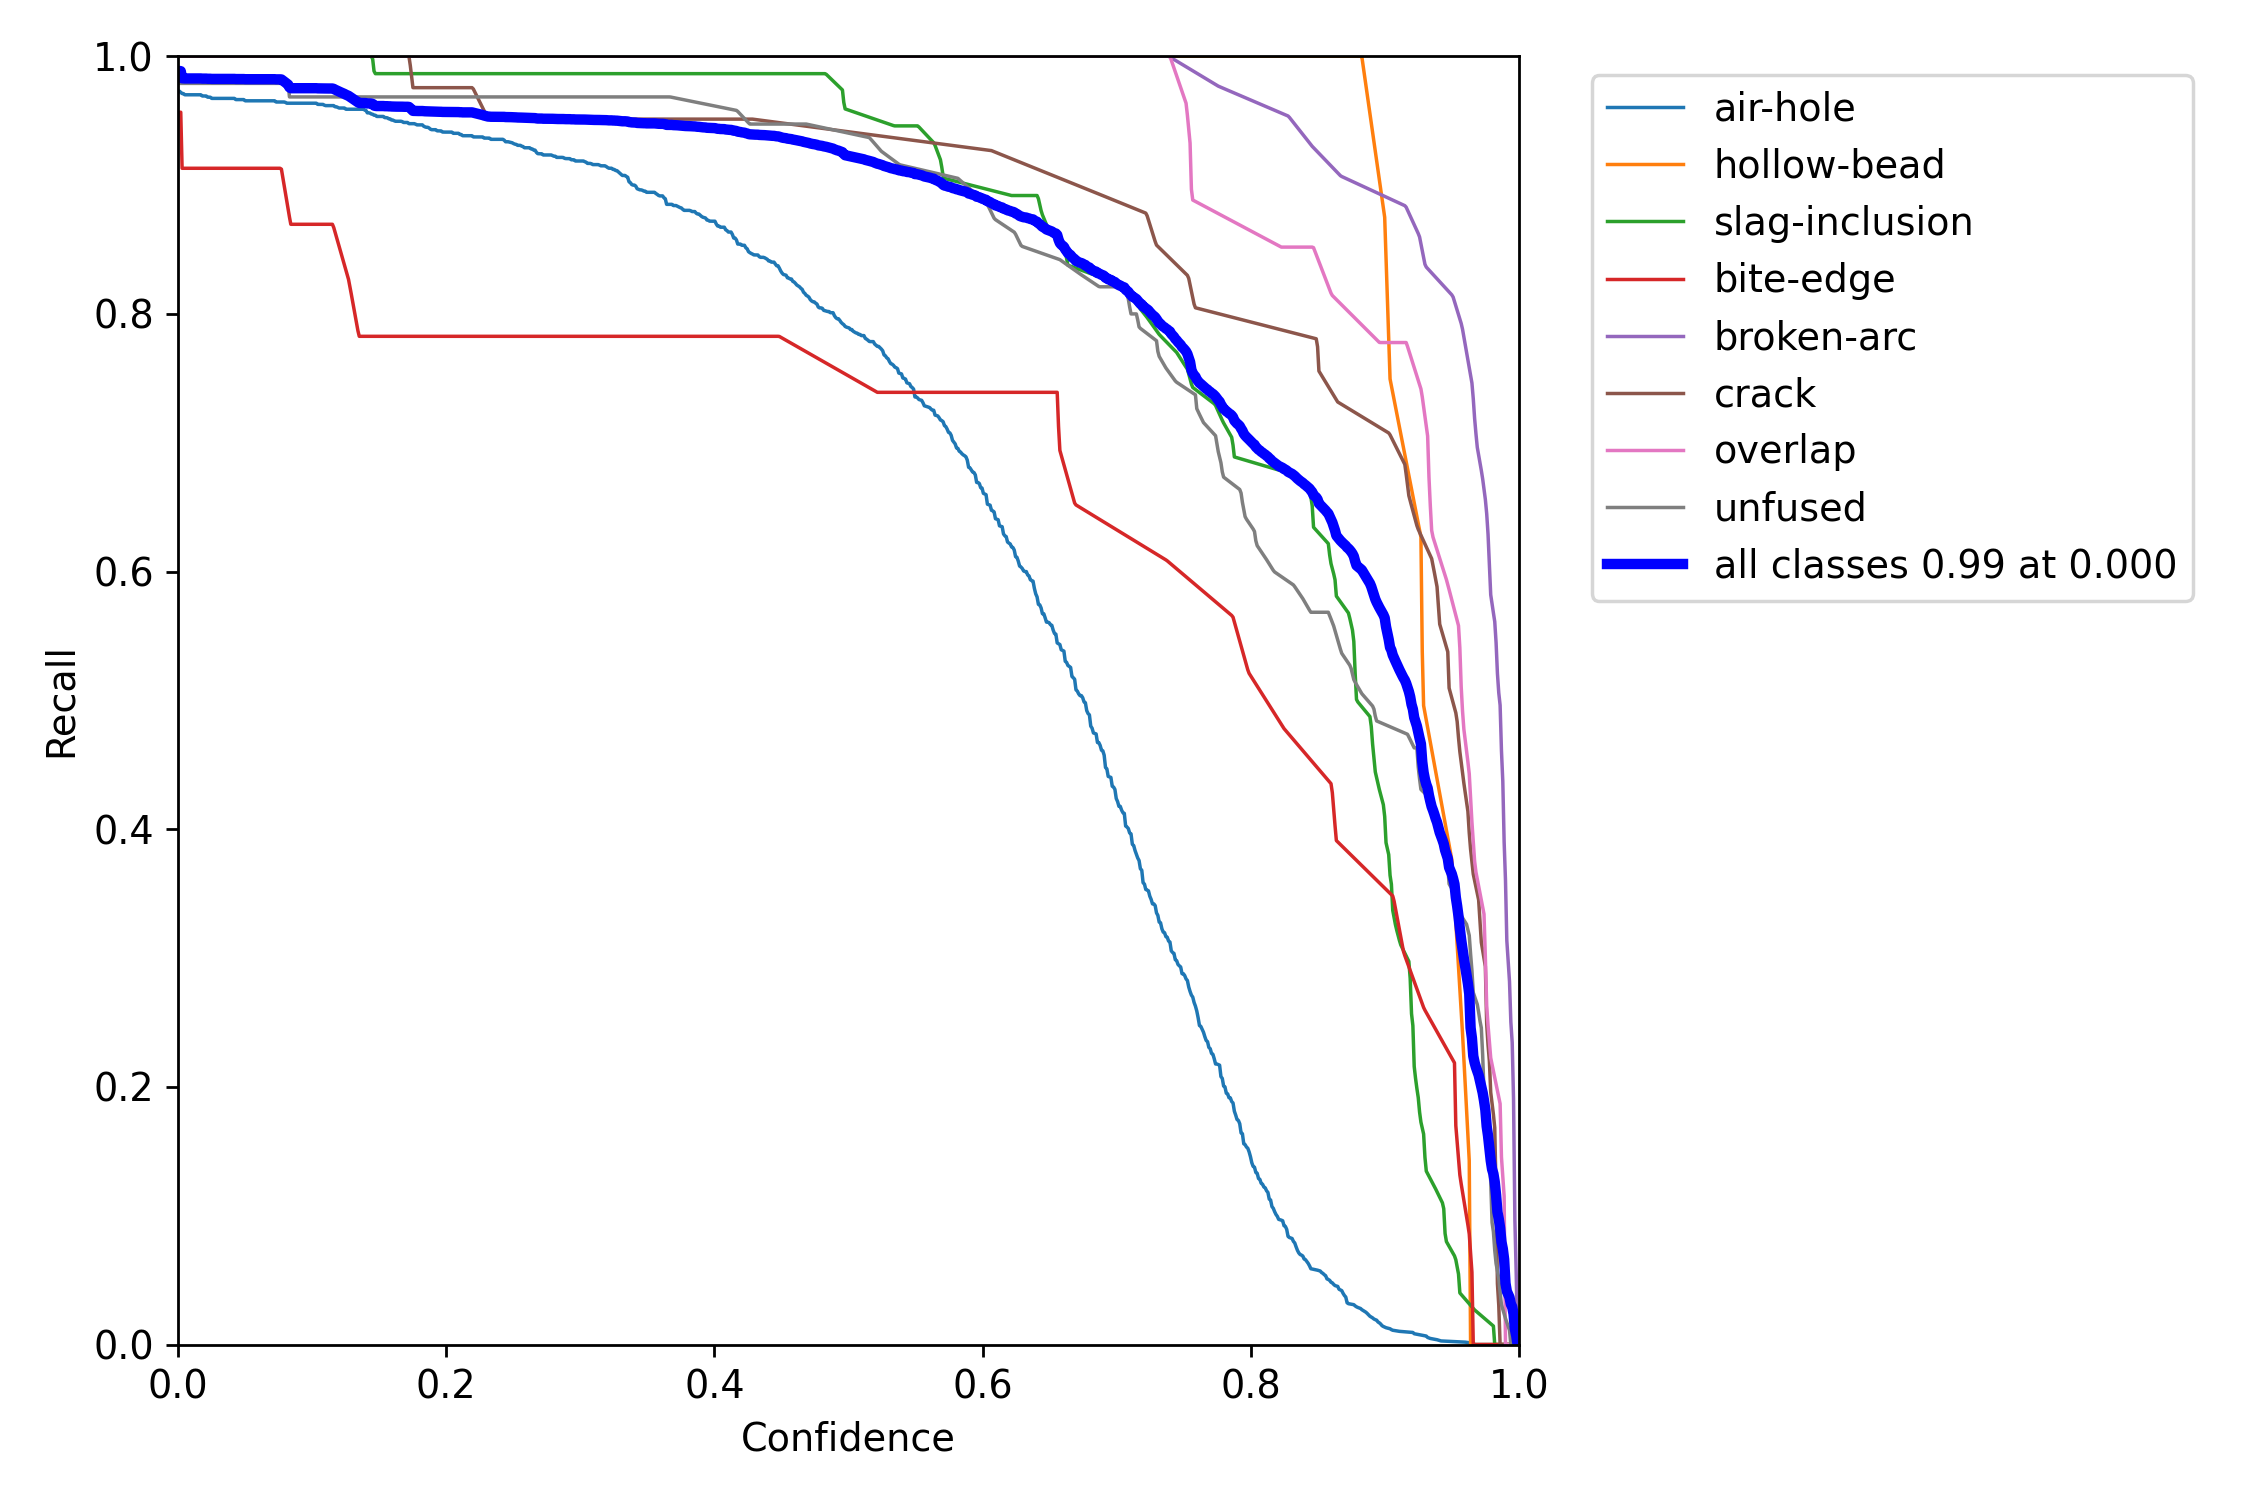 1.0
0.8
0.6
0.4
0.2
0.0
0.0 0.2 0.4 0.6 0.8 1.0
Recall
Confidence
air-hole
hollow-bead
slag-inclusion
bite-edge
broken-arc
crack
overlap
unfused
all classes 0.99 at 0.000